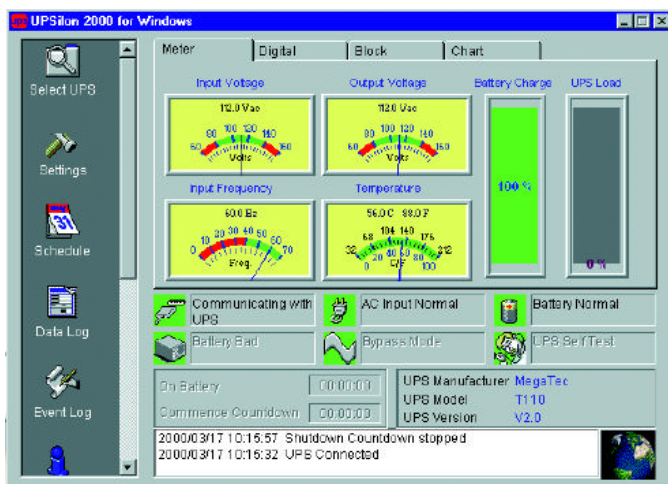 ups UPSilon 2000 for Windows
Select UPS
Settings
31
Schedule
Data Log
Event Log
Meter Digital Block Chart
Input Voltage
112.0 Vac
60 80 100 120 140 160
Volts
Output Voltage
112.0 Vac
60 80 100 120 140 160
Volts
Battery Charge
100 %
UPS Load
0 %
Input Frequency
60.0 Hz
0 10 20 30 40 50 60 70
Freq.
Temperature
32 68 104 140 176 212
0 20 40 60 80 100
C/F
Communicating with
UPS
AC Input Normal
Battery Normal
Battery Bad
Bypass Mode
UPS Self Test
On Battery 00:00:00
Commence Countdown 00:00:00
UPS Manufacturer MegaTec
UPS Model T110
UPS Version V2.0
2000/03/17 10:15:57 Shutdown Countdown stopped
2000/03/17 10:15:32 UPS Connected